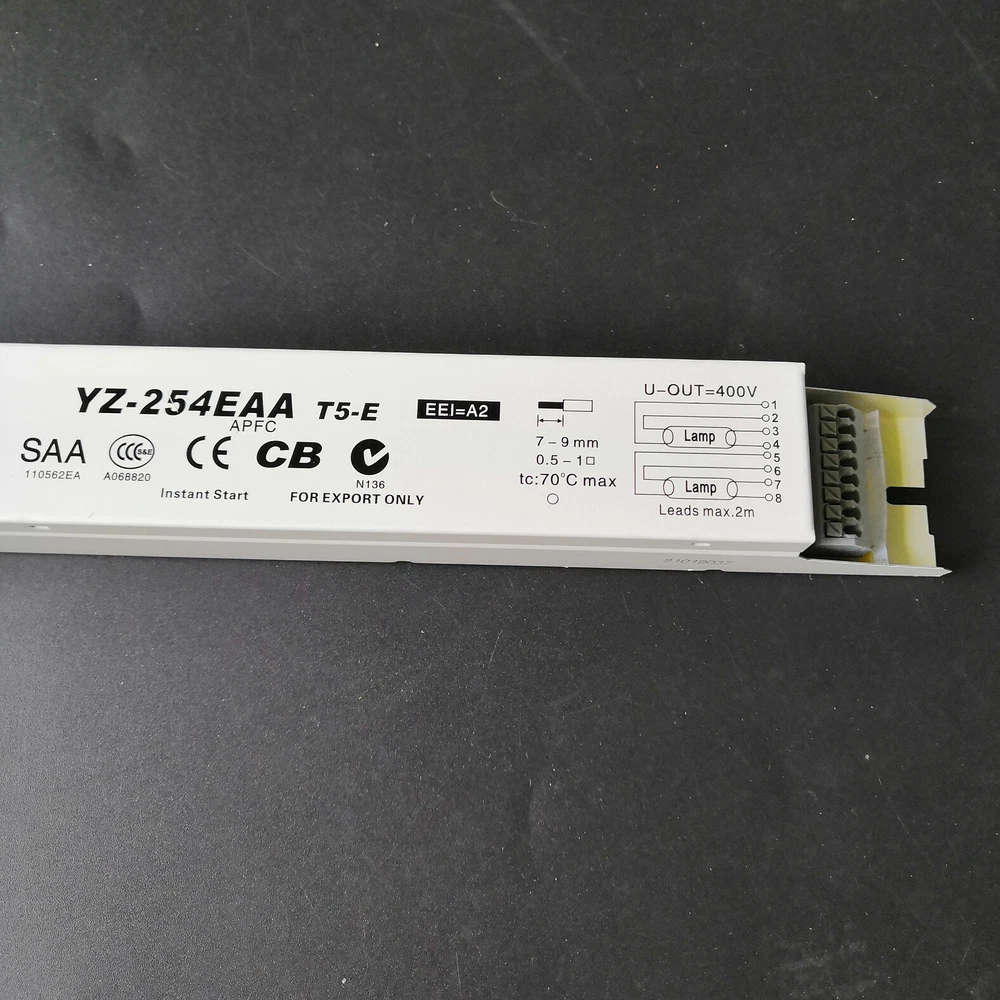 YZ-254EAA T5-E EEI=A2
APFC
SAA
110562EA
CCC S&E
A068820
CE CB
N136
Instant Start
FOR EXPORT ONLY
7-9mm
0.5-1□
tc:70°C max
U-OUT=400V
1
2
3
Lamp
4
5
6
7
Lamp
8
Leads max.2m